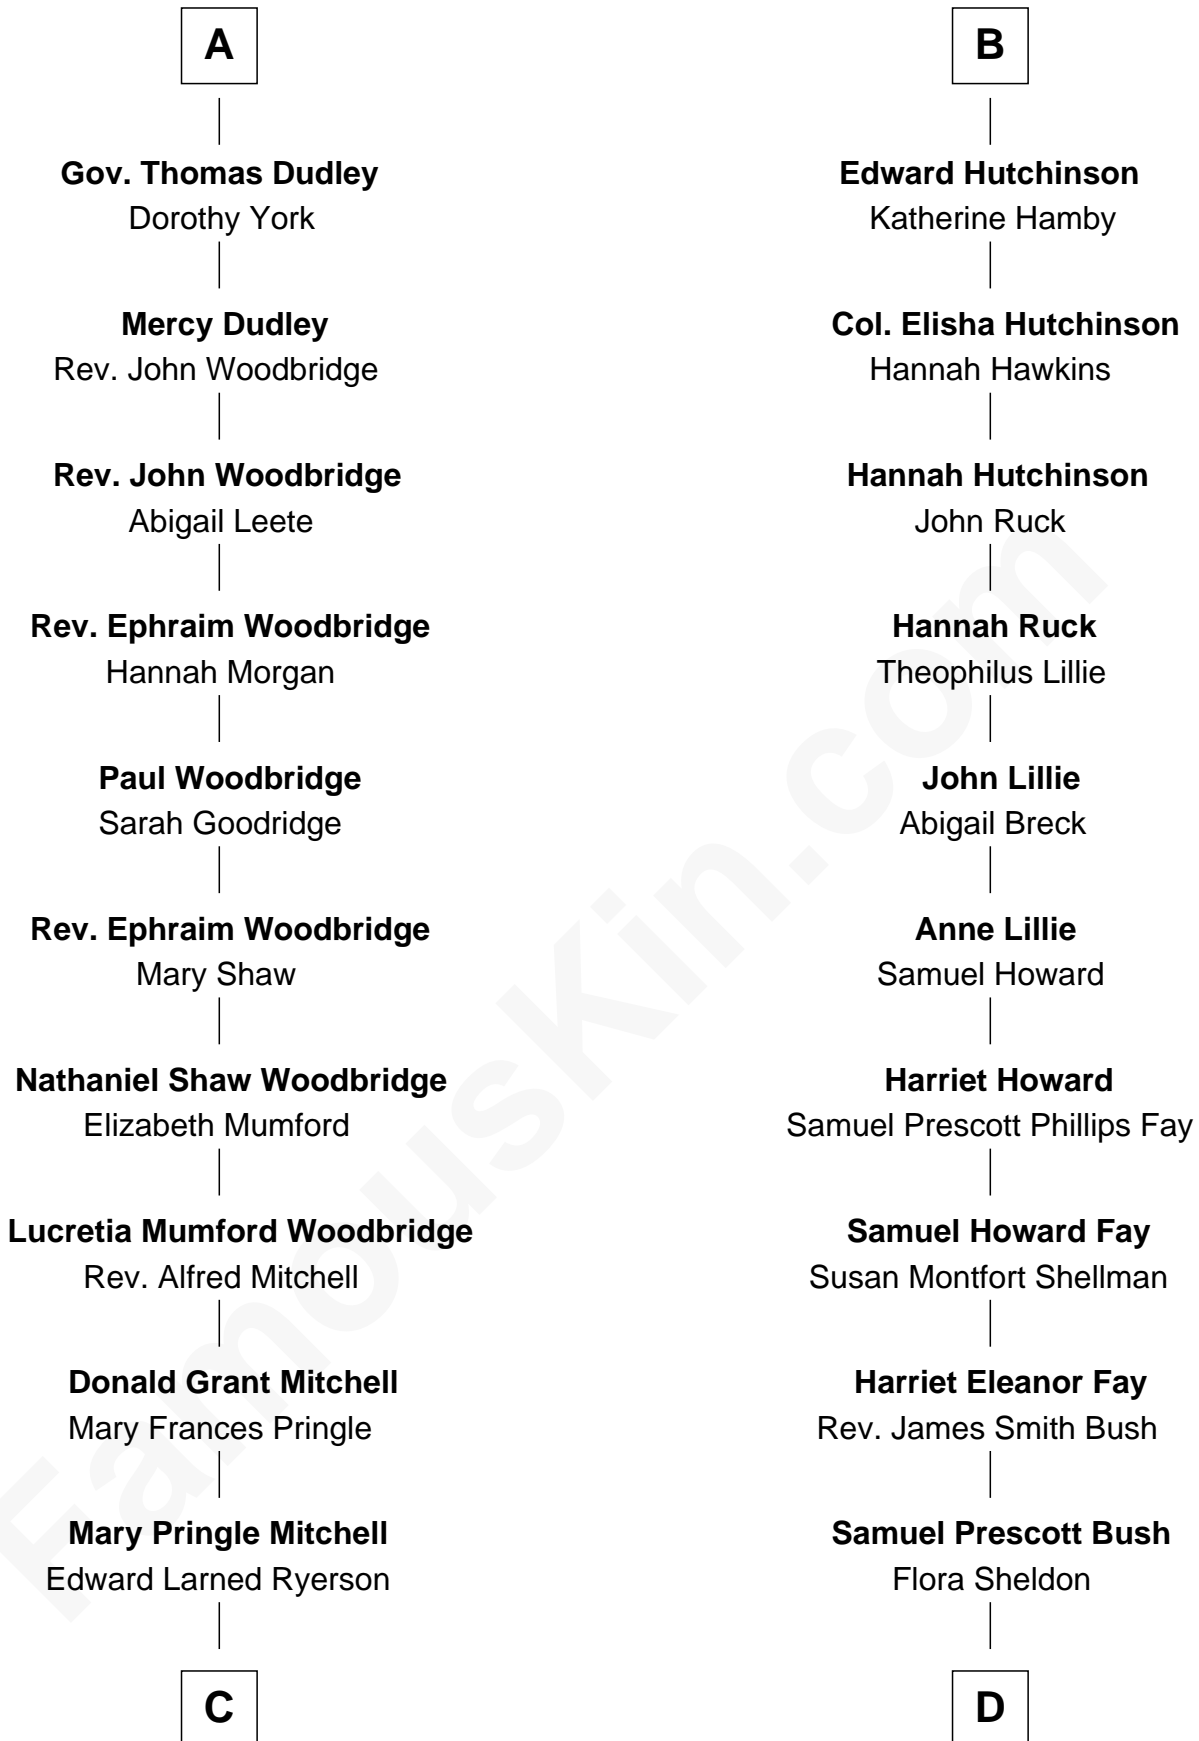 A
Gov. Thomas Dudley
Dorothy York
Mercy Dudley
Rev. John Woodbridge
Rev. John Woodbridge
Abigail Leete
Rev. Ephraim Woodbridge
Hannah Morgan
Paul Woodbridge
Sarah Goodridge
Rev. Ephraim Woodbridge
Mary Shaw
Nathaniel Shaw Woodbridge
Elizabeth Mumford
Lucretia Mumford Woodbridge
Rev. Alfred Mitchell
Donald Grant Mitchell
Mary Frances Pringle
Mary Pringle Mitchell
Edward Larned Ryerson
C
B
Edward Hutchinson
Katherine Hamby
Col. Elisha Hutchinson
Hannah Hawkins
Hannah Hutchinson
John Ruck
Hannah Ruck
Theophilus Lillie
John Lillie
Abigail Breck
Anne Lillie
Samuel Howard
Harriet Howard
Samuel Prescott Phillips Fay
Samuel Howard Fay
Susan Montfort Shellman
Harriet Eleanor Fay
Rev. James Smith Bush
Samuel Prescott Bush
Flora Sheldon
D
FamousKin.com